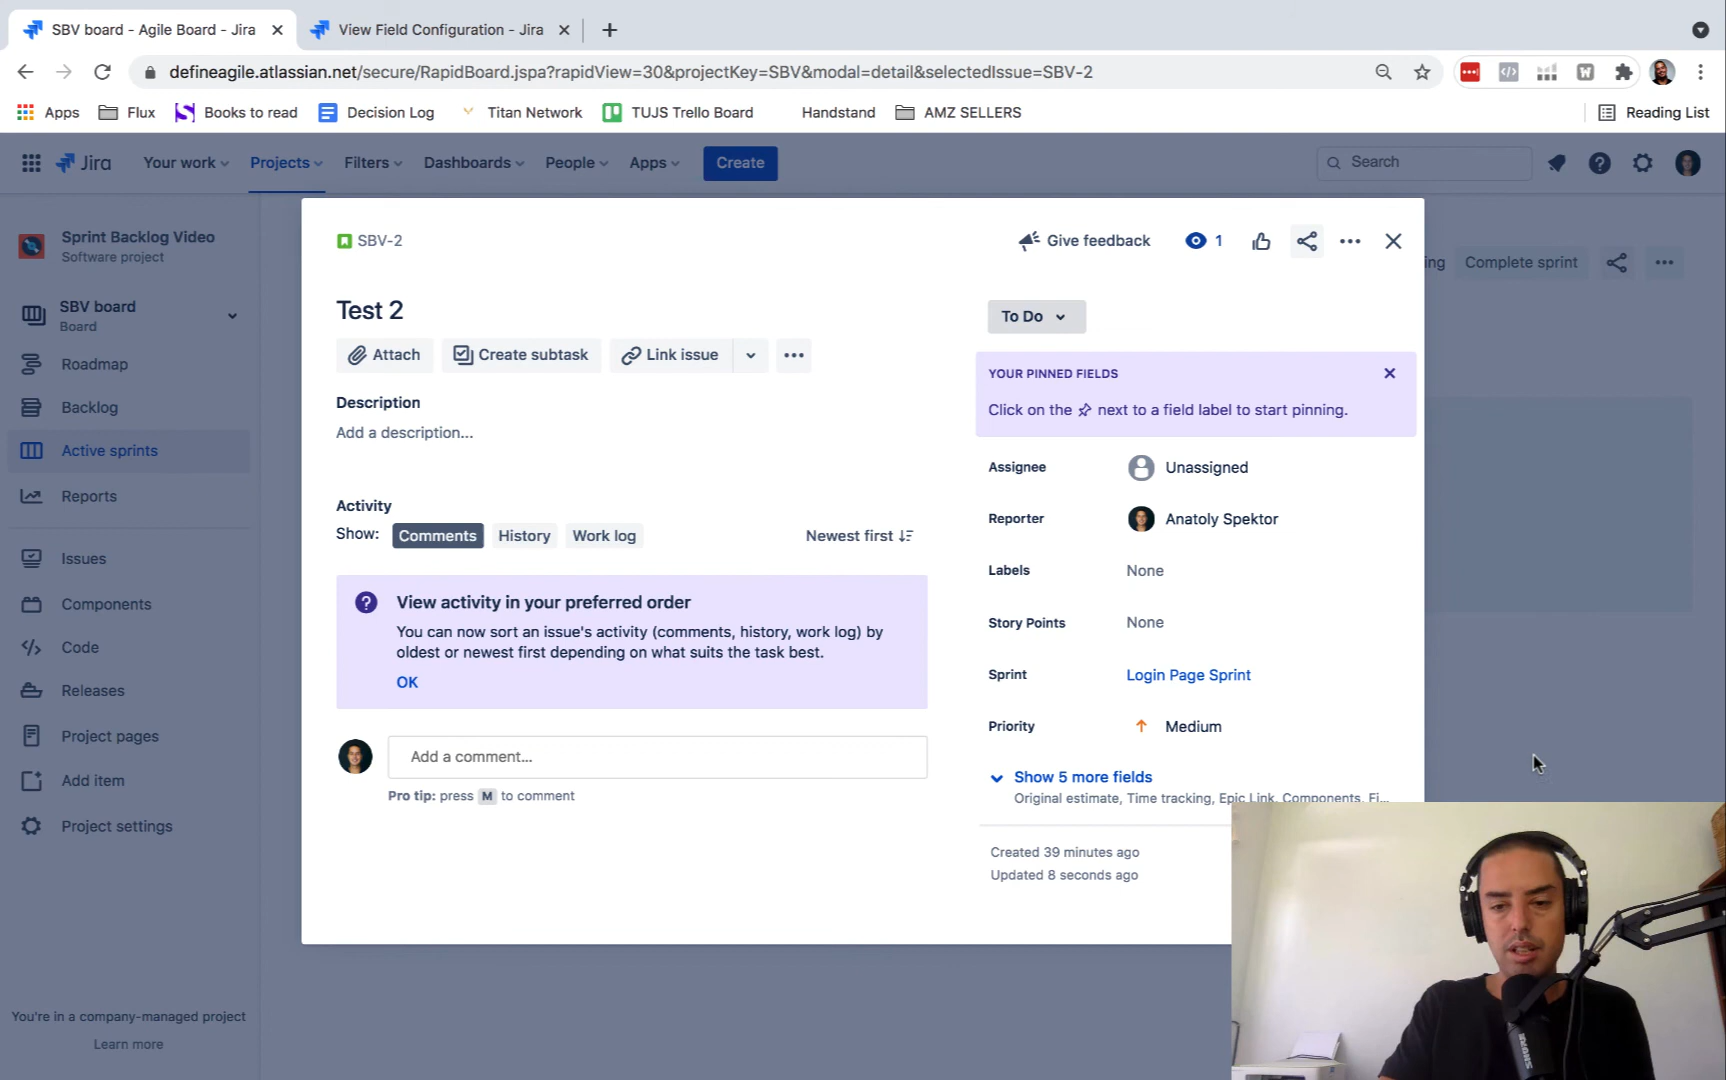 SBV board - Agile Board - Jira
View Field Configuration - Jira
defineagile.atlassian.net/secure/RapidBoard.jspa?rapidView=30&projectKey=SBV&modal=detail&selectedIssue=SBV-2
Apps Flux Books to read Decision Log Titan Network TUJS Trello Board Handstand AMZ SELLERS Reading List
Jira Your work Projects Filters Dashboards People Apps Create Search
Sprint Backlog Video
Software project
SBV board
Board
Roadmap
Backlog
Active sprints
Reports
Issues
Components
Code
Releases
Project pages
Add item
Project settings
You're in a company-managed project
Learn more
SBV-2
Give feedback 1
Complete sprint
Test 2
Attach Create subtask Link issue
Description
Add a description...
Activity
Show: Comments History Work log Newest first
View activity in your preferred order
You can now sort an issue's activity (comments, history, work log) by
oldest or newest first depending on what suits the task best.
OK
Add a comment...
Pro tip: press M to comment
To Do
YOUR PINNED FIELDS
Click on the next to a field label to start pinning.
Assignee Unassigned
Reporter Anatoly Spektor
Labels None
Story Points None
Sprint Login Page Sprint
Priority Medium
Show 5 more fields
Original estimate, Time tracking, Epic Link, Components, Fi...
Created 39 minutes ago
Updated 8 seconds ago
SHURE